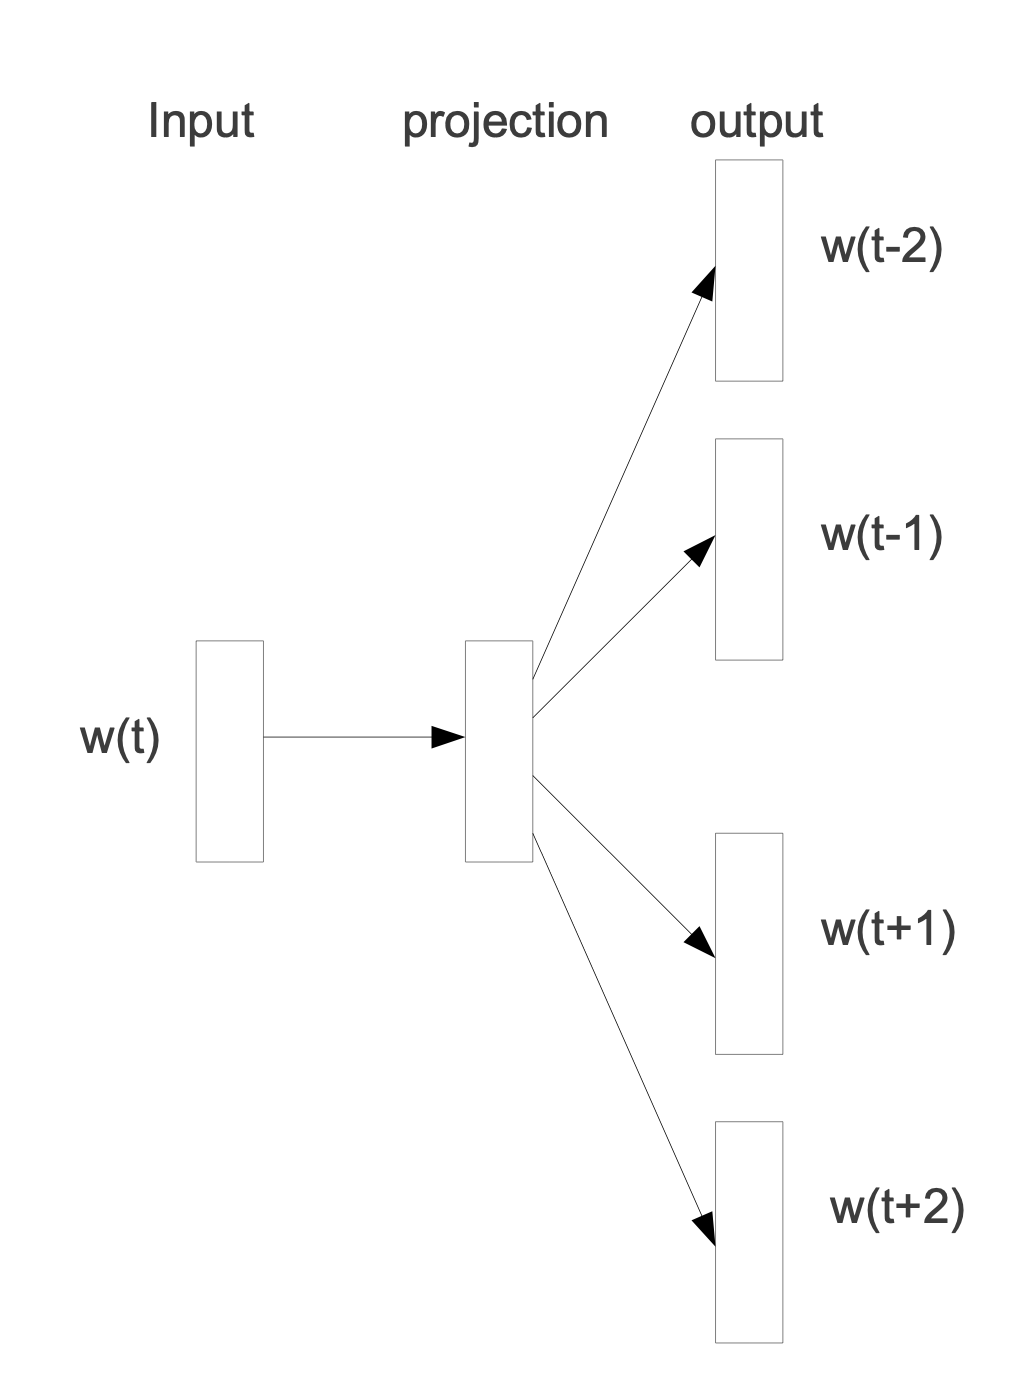 Input projection output
w(t-2)
w(t-1)
w(t)
w(t+1)
w(t+2)